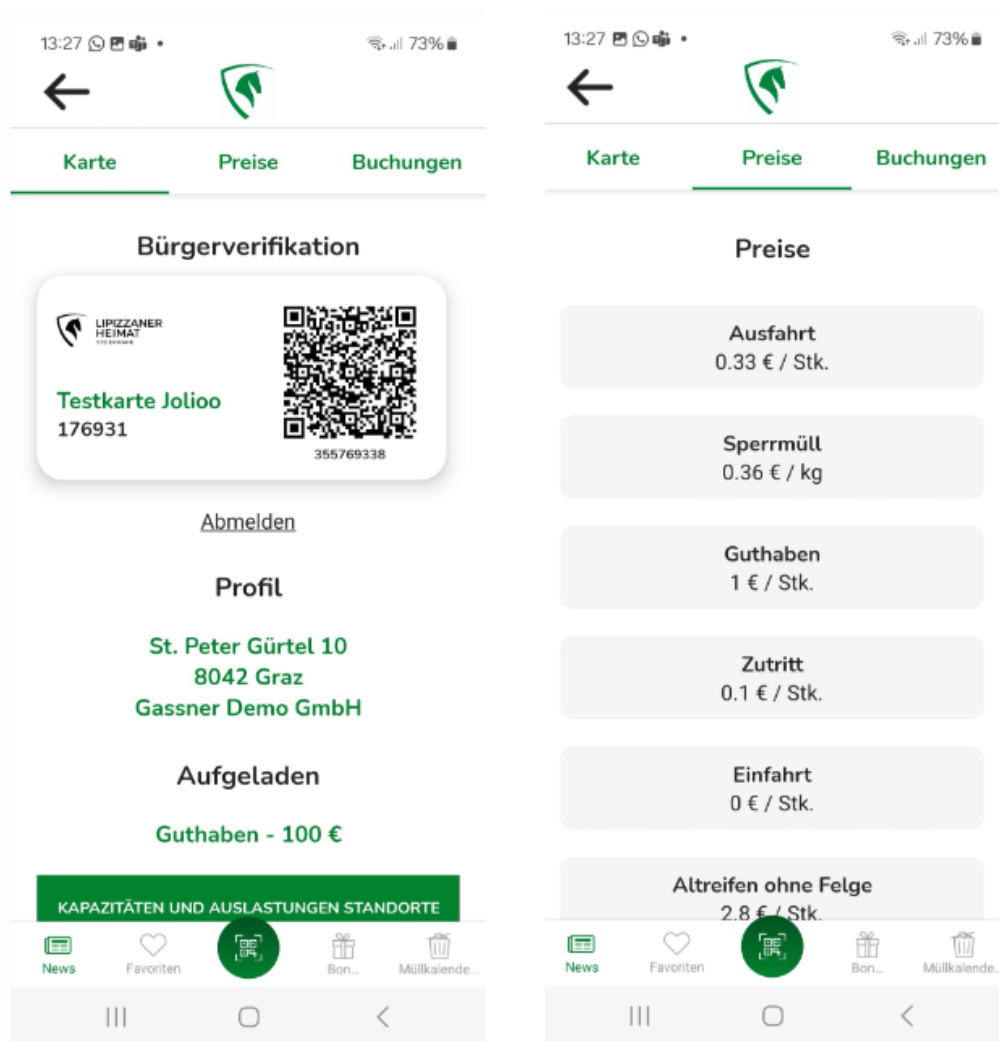 13:27
73%
Karte
Preise
Buchungen
Bürgerverifikation
LIPIZZANER
HEIMAT
Testkarte Jolioo
176931
355769338
Abmelden
Profil
St. Peter Gürtel 10
8042 Graz
Gassner Demo GmbH
Aufgeladen
Guthaben - 100 €
KAPAZITÄTEN UND AUSLASTUNGEN STANDORTE
News
Favoriten
Bon...
Müllkalende...
13:27
73%
Karte
Preise
Buchungen
Preise
Ausfahrt
0.33 € / Stk.
Sperrmüll
0.36 € / kg
Guthaben
1 € / Stk.
Zutritt
0.1 € / Stk.
Einfahrt
0 € / Stk.
Altreifen ohne Felge
2.8 € / Stk.
News
Favoriten
Bon...
Müllkalende...